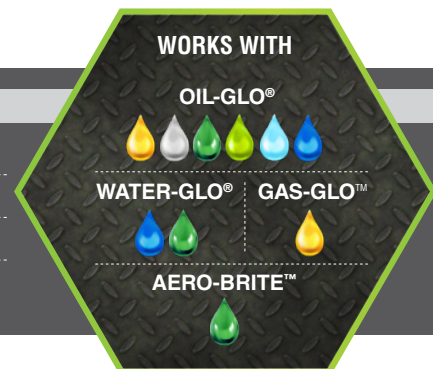 WORKS WITH
OIL-GLO®
WATER-GLO® GAS-GLO™
AERO-BRITE™